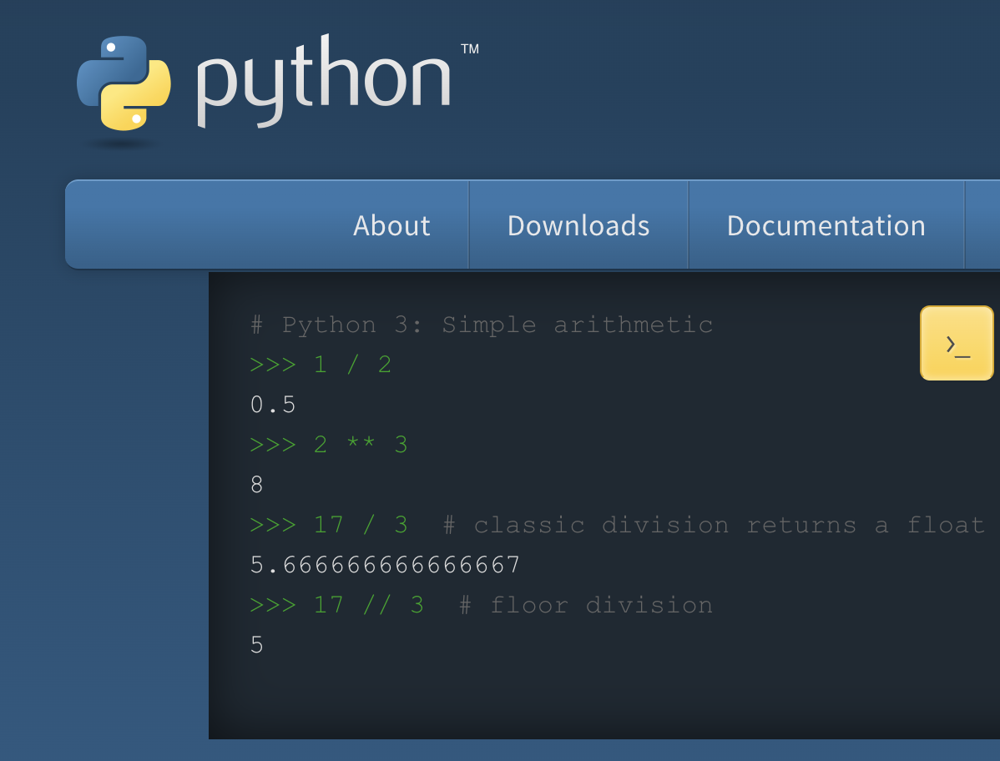 python™
About Downloads Documentation
# Python 3: Simple arithmetic
>>> 1 / 2
0.5
>>> 2 ** 3
8
>>> 17 / 3  # classic division returns a float
5.666666666666667
>>> 17 // 3  # floor division
5
>_